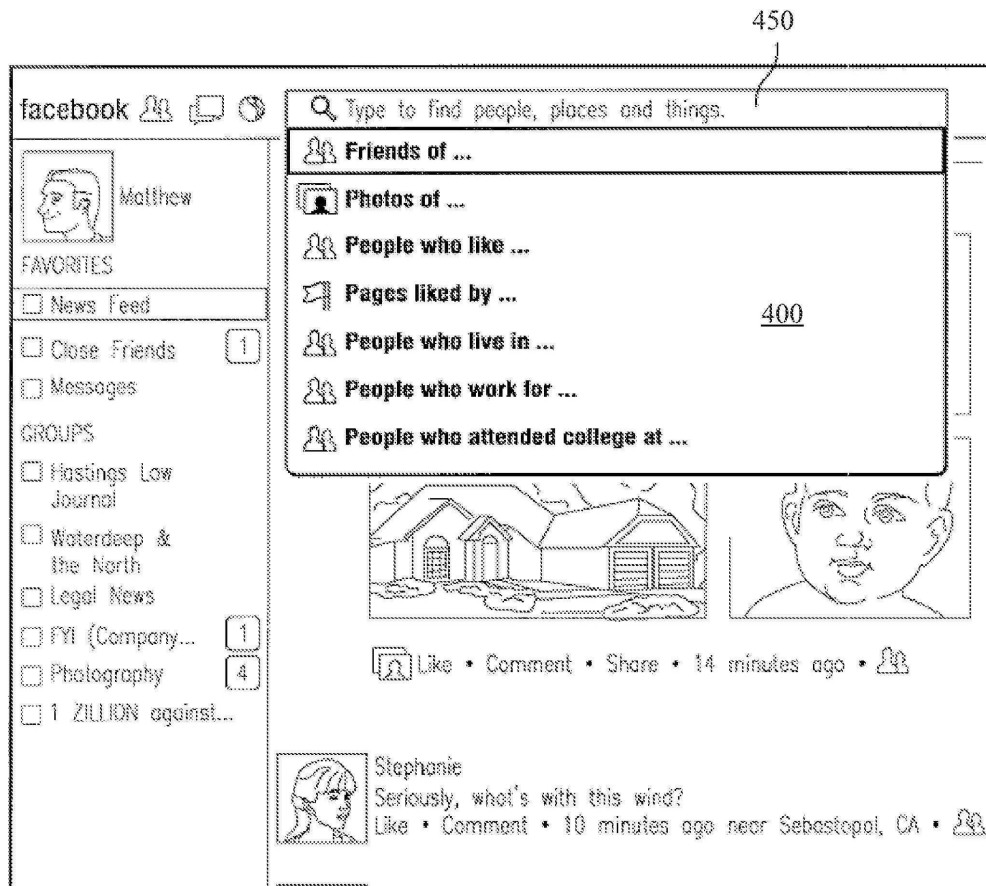 450
facebook
Type to find people, places and things.
Friends of ...
Photos of ...
People who like ...
Pages liked by ...
People who live in ...
People who work for ...
People who attended college at ...
400
Matthew
FAVORITES
News Feed
Close Friends 1
Messages
GROUPS
Hastings Law
Journal
Waterdeep &
the North
Legal News
FYI (Company... 1
Photography 4
1 ZILLION against...
Like • Comment • Share • 14 minutes ago •
Stephanie
Seriously, what's with this wind?
Like • Comment • 10 minutes ago near Sebastopol, CA •